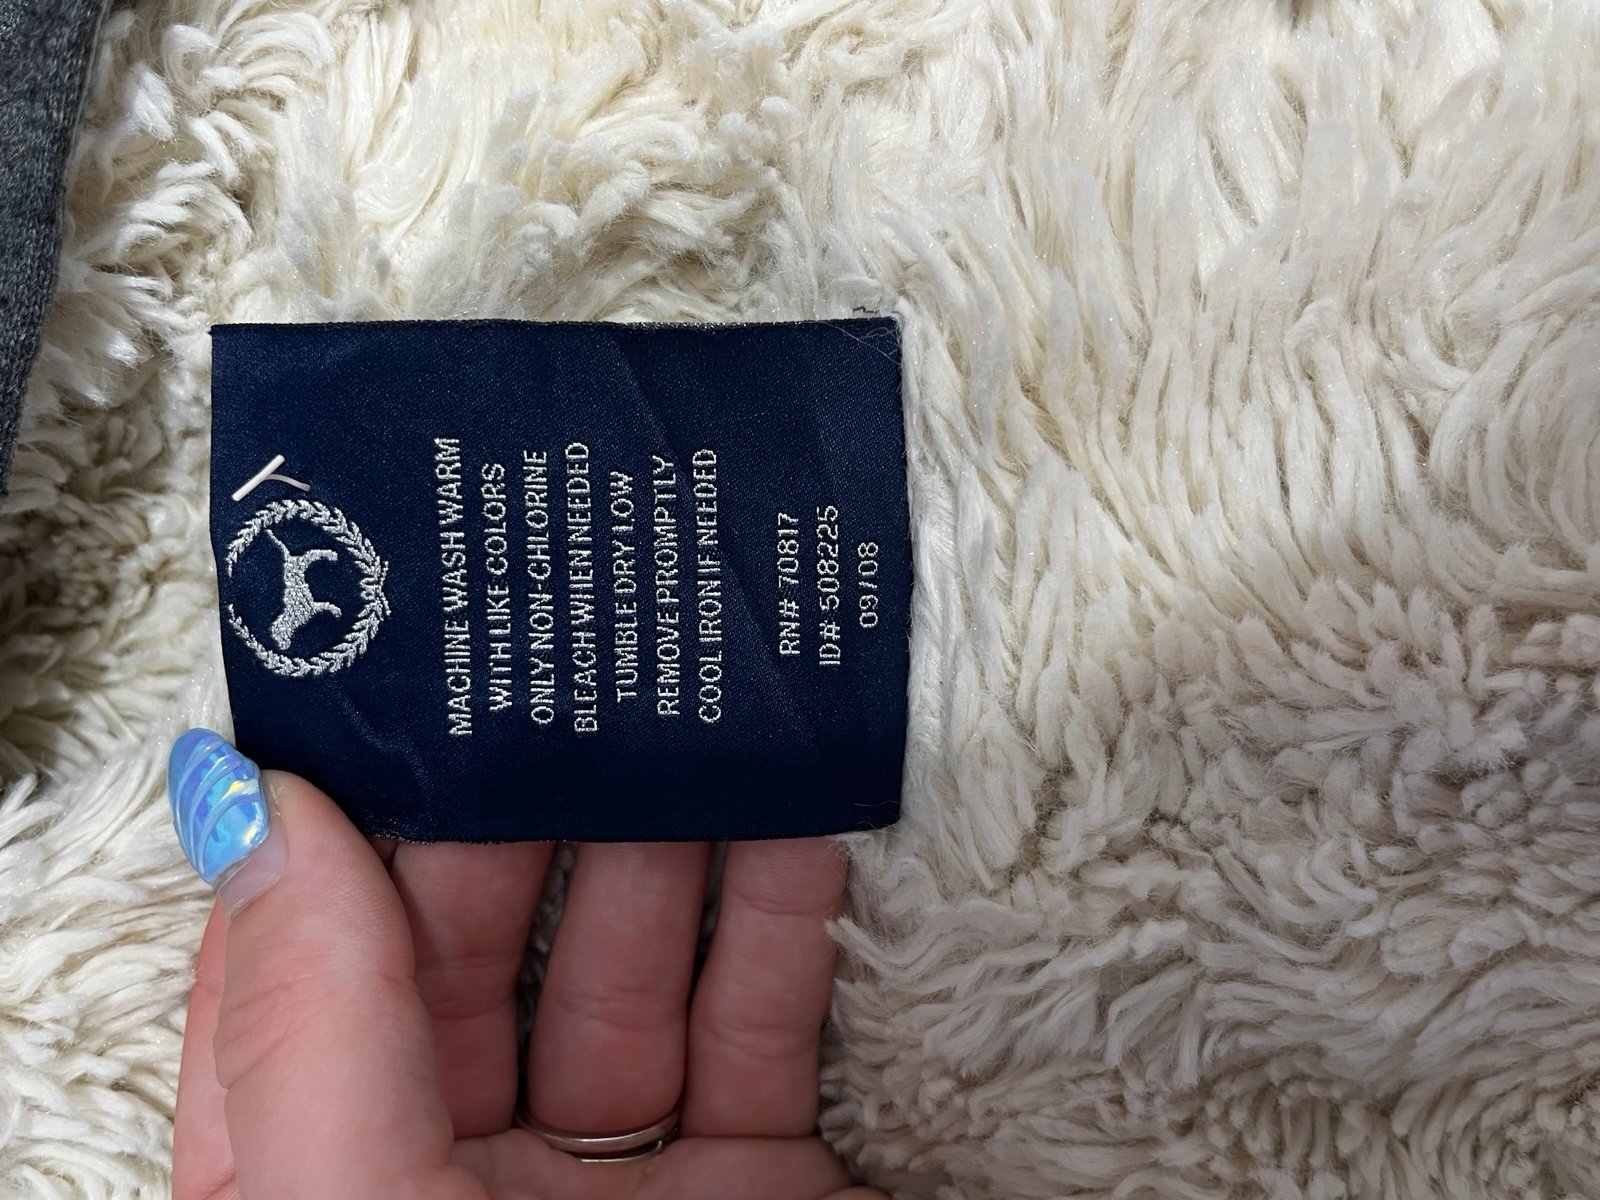 MACHINE WASH WARM
WITH LIKE COLORS
ONLY NON-CHLORINE
BLEACH WHEN NEEDED
TUMBLE DRY LOW
REMOVE PROMPTLY
COOL IRON IF NEEDED
RN# 70817
ID# 508225
09/08